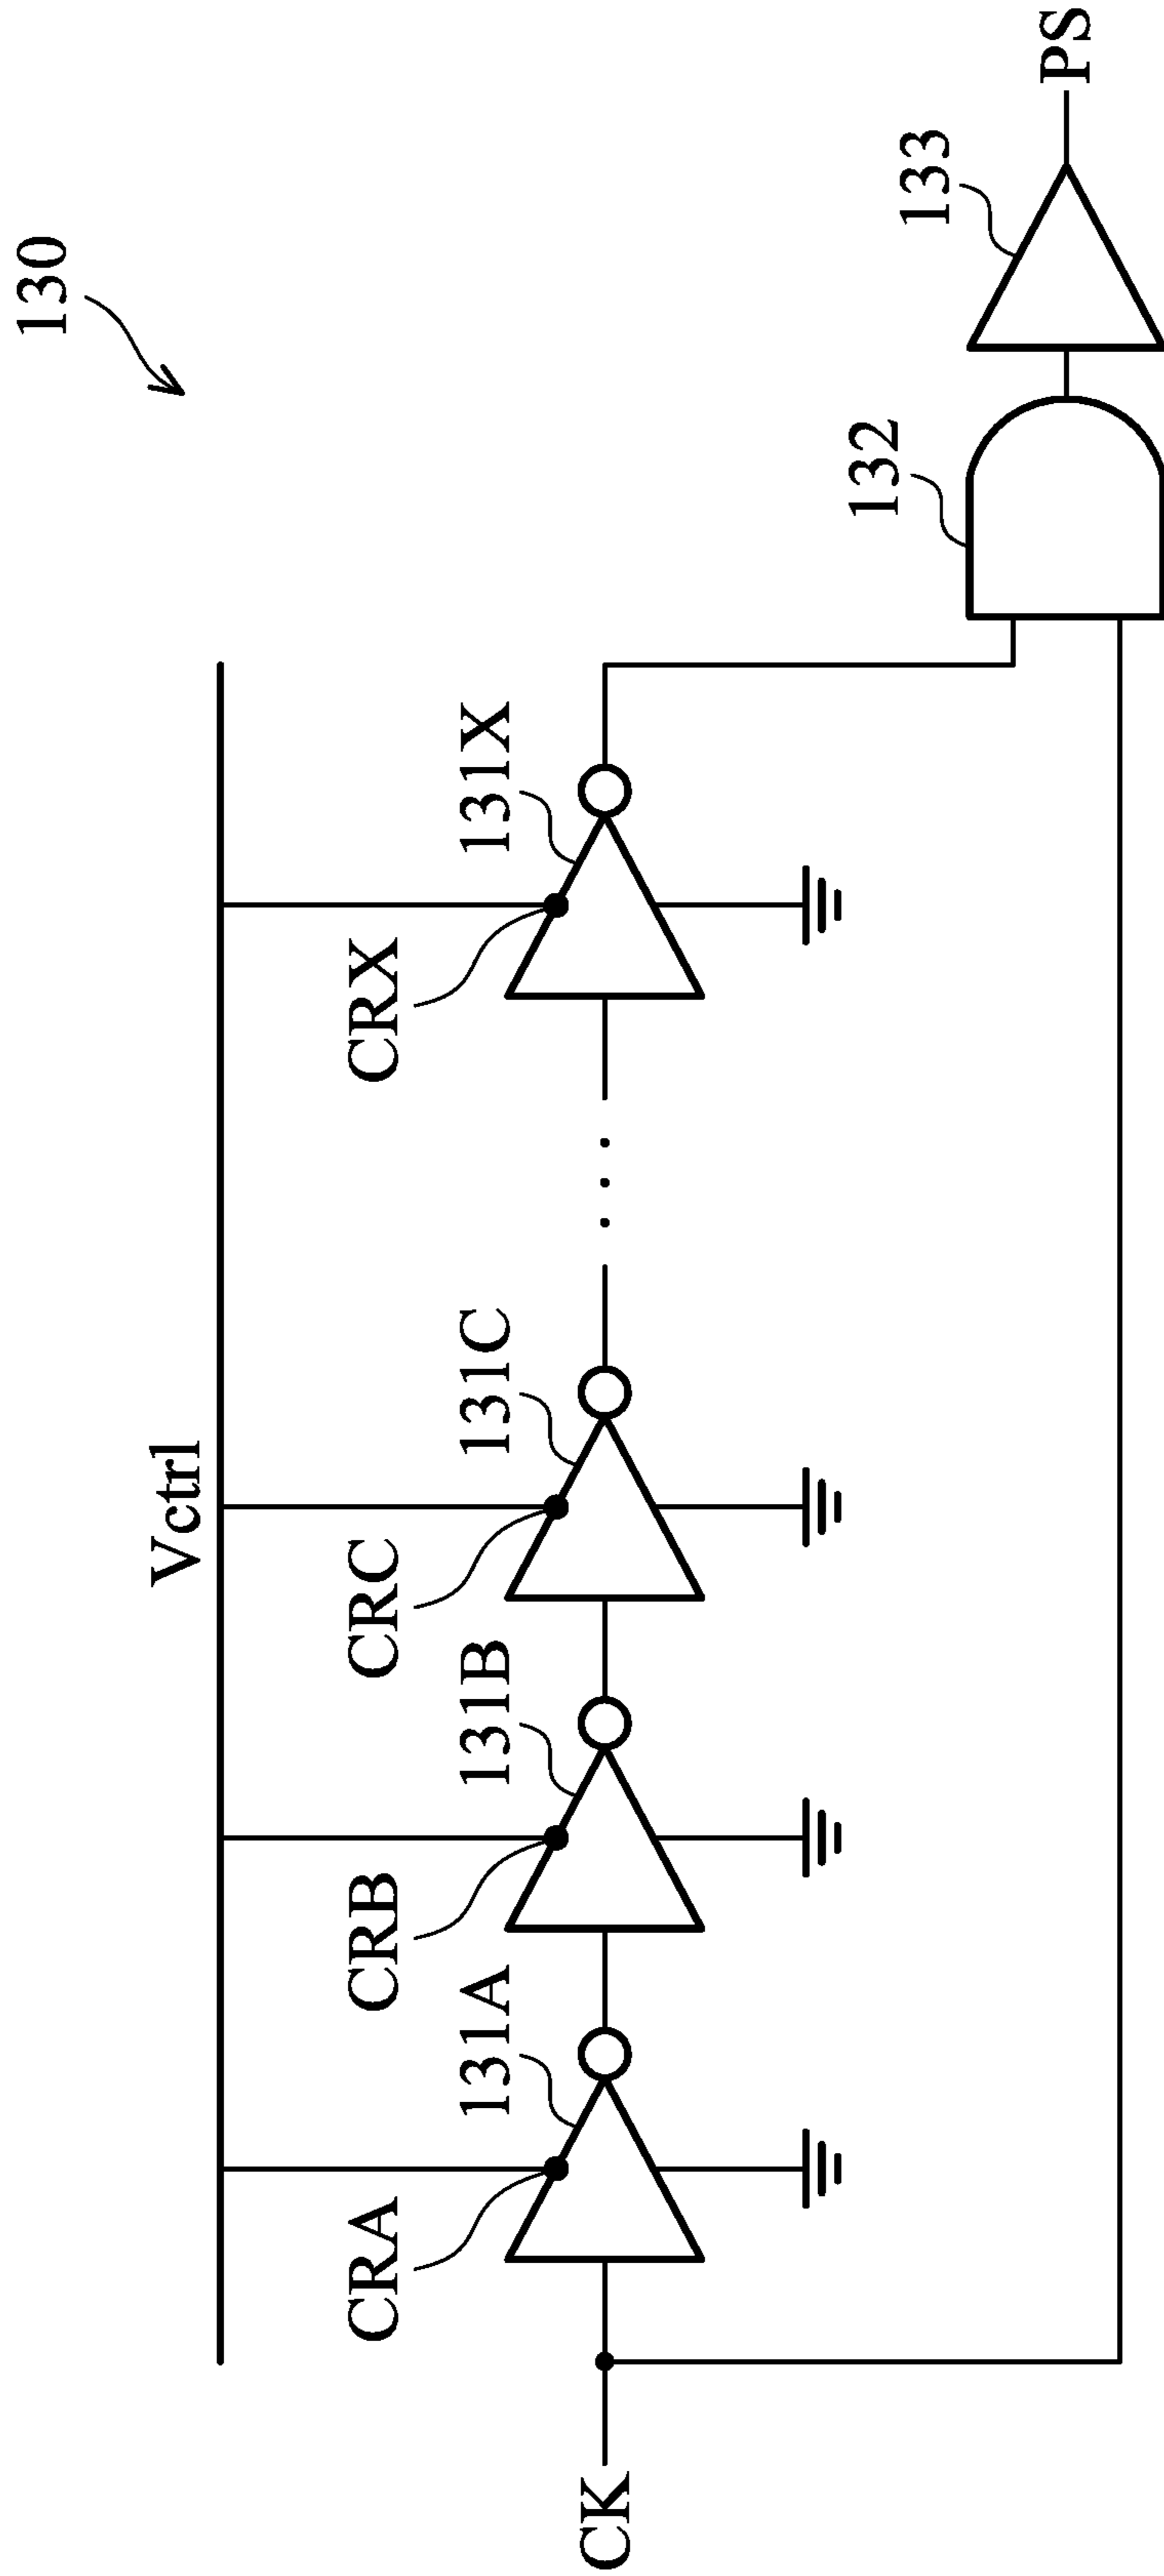 130
Vctrl
CRA
CRB
CRC
CRX
131A
131B
131C
131X
CK
132
133
PS